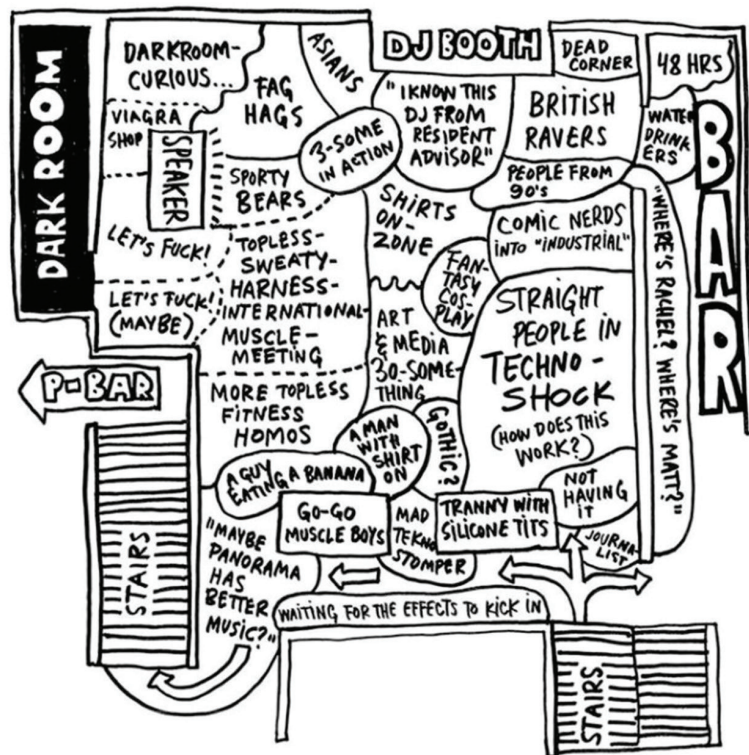 DARK ROOM
DARKROOM-
CURIOUS...
FAG
HAGS
ASIANS
DJ BOOTH
DEAD
CORNER
48 HRS
VIAGRA
SHOP
SPEAKER
3-SOME
IN ACTION
"I KNOW THIS
DJ FROM
RESIDENT
ADVISOR"
BRITISH
RAVERS
WATER
DRINK
ERS
BAR
SPORTY
BEARS
SHIRTS
ON-
ZONE
PEOPLE FROM
90's
COMIC NERDS
INTO "INDUSTRIAL"
"WHERE'S RACHEL? WHERE'S MATT?"
LET'S FUCK!
LET'S FUCK!
(MAYBE)
TOPLESS-
SWEATY-
HARNESS-
INTERNATIONAL-
MUSCLE-
MEETING
FAN-
TASY
COS-
PLAY
ART
& MEDIA
30-SOME-
THING
STRAIGHT
PEOPLE IN
TECHNO-
SHOCK
(HOW DOES THIS
WORK?)
P-BAR
MORE TOPLESS
FITNESS
HOMOS
A MAN
WITH
SHIRT
ON
GOTHIC?
A GUY
EATING A BANANA
NOT
HAVING
IT
STAIRS
"MAYBE
PANORAMA
HAS
BETTER
MUSIC?"
GO-GO
MUSCLE BOYS
MAD
TEKNO
STOMPER
TRANNY WITH
SILICONE TITS
JOURNA-
LIST
WAITING FOR THE EFFECTS TO KICK IN
STAIRS